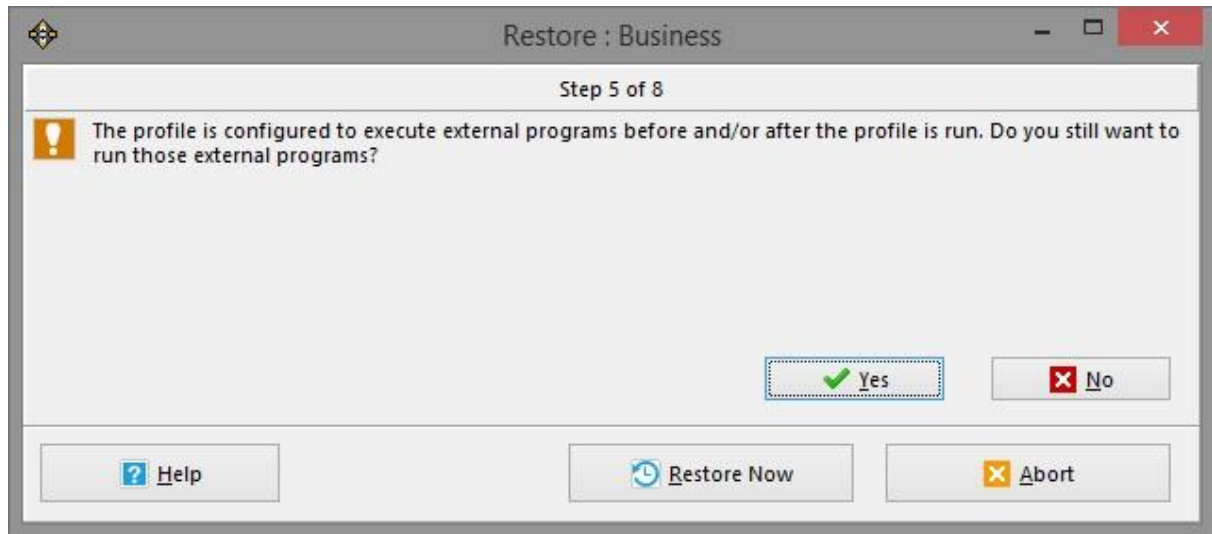 Restore : Business
Step 5 of 8
The profile is configured to execute external programs before and/or after the profile is run. Do you still want to
run those external programs?
Yes
No
Help
Restore Now
Abort